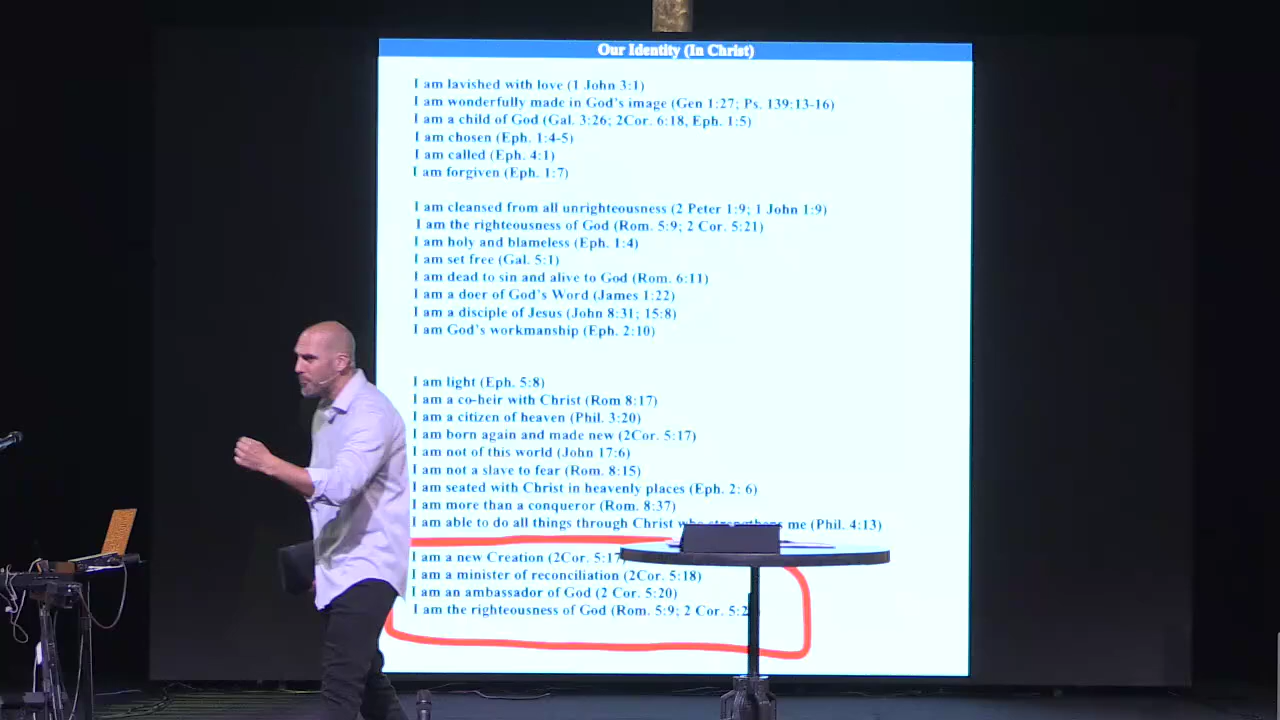 Our Identity (In Christ)
I am lavished with love (1 John 3:1)
I am wonderfully made in God's image (Gen 1:27; Ps. 139:13-16)
I am a child of God (Gal. 3:26; 2Cor. 6:18, Eph. 1:5)
I am chosen (Eph. 1:4-5)
I am called (Eph. 4:1)
I am forgiven (Eph. 1:7)
I am cleansed from all unrighteousness (2 Peter 1:9; 1 John 1:9)
I am the righteousness of God (Rom. 5:9; 2 Cor. 5:21)
I am holy and blameless (Eph. 1:4)
I am set free (Gal. 5:1)
I am dead to sin and alive to God (Rom. 6:11)
I am a doer of God's Word (James 1:22)
I am a disciple of Jesus (John 8:31; 15:8)
I am God's workmanship (Eph. 2:10)
I am light (Eph. 5:8)
I am a co-heir with Christ (Rom 8:17)
I am a citizen of heaven (Phil. 3:20)
I am born again and made new (2Cor. 5:17)
I am not of this world (John 17:6)
I am not a slave to fear (Rom. 8:15)
I am seated with Christ in heavenly places (Eph. 2: 6)
I am more than a conqueror (Rom. 8:37)
I am able to do all things through Christ who strengthens me (Phil. 4:13)
I am a new Creation (2Cor. 5:17
I am a minister of reconciliation (2Cor. 5:18)
I am an ambassador of God (2 Cor. 5:20)
I am the righteousness of God (Rom. 5:9; 2 Cor. 5:2